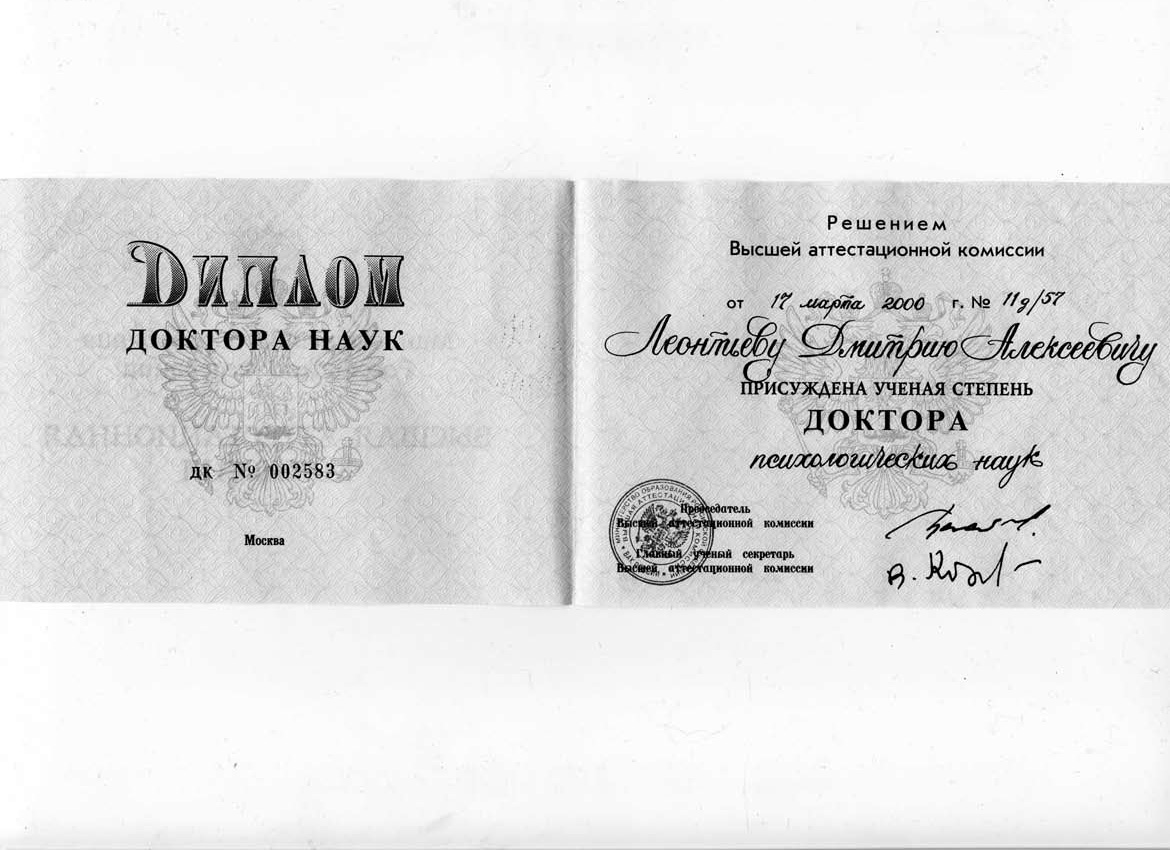 Диплом
ДОКТОРА НАУК
ДК № 002583
Москва
Решением
Высшей аттестационной комиссии
от 17 марта 2000 г. № 11д/57
Леонтьеву Дмитрию Алексеевичу
ПРИСУЖДЕНА УЧЕНАЯ СТЕПЕНЬ
ДОКТОРА
психологических наук
Председатель
Высшей аттестационной комиссии
Главный ученый секретарь
Высшей аттестационной комиссии